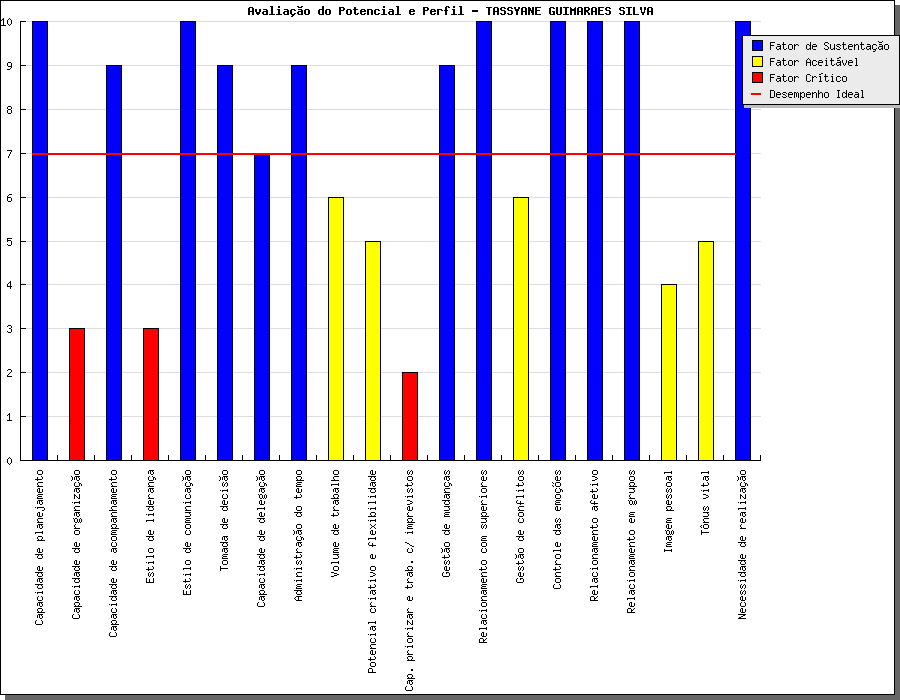 Avaliação do Potencial e Perfil - TASSYANE GUIMARAES SILVA
Fator de Sustentação
Fator Aceitável
Fator Crítico
Desempenho Ideal
10
9
8
7
6
5
4
3
2
1
0
Capacidade de planejamento
Capacidade de organização
Capacidade de acompanhamento
Estilo de liderança
Estilo de comunicação
Tomada de decisão
Capacidade de delegação
Administração do tempo
Volume de trabalho
Potencial criativo e flexibilidade
Cap. priorizar e trab. c/ imprevistos
Gestão de mudanças
Relacionamento com superiores
Gestão de conflitos
Controle das emoções
Relacionamento afetivo
Relacionamento em grupos
Imagem pessoal
Tônus vital
Necessidade de realização